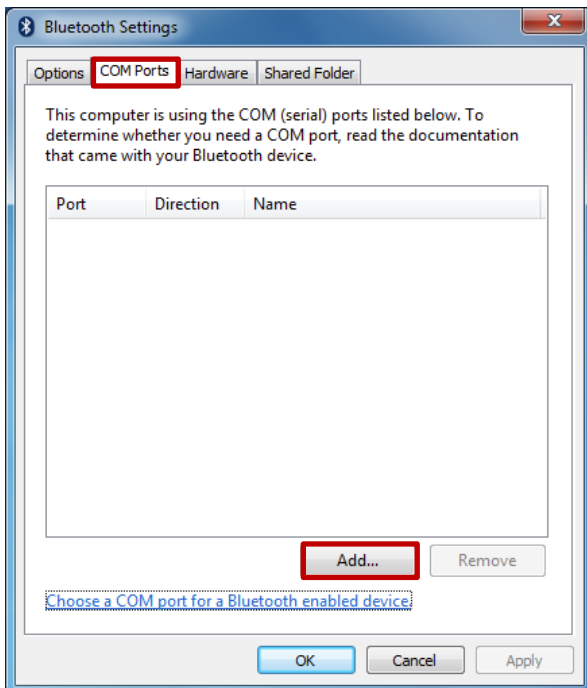 Bluetooth Settings
Options COM Ports Hardware Shared Folder
This computer is using the COM (serial) ports listed below. To
determine whether you need a COM port, read the documentation
that came with your Bluetooth device.
Port Direction Name
Add... Remove
Choose a COM port for a Bluetooth enabled device.
OK Cancel Apply